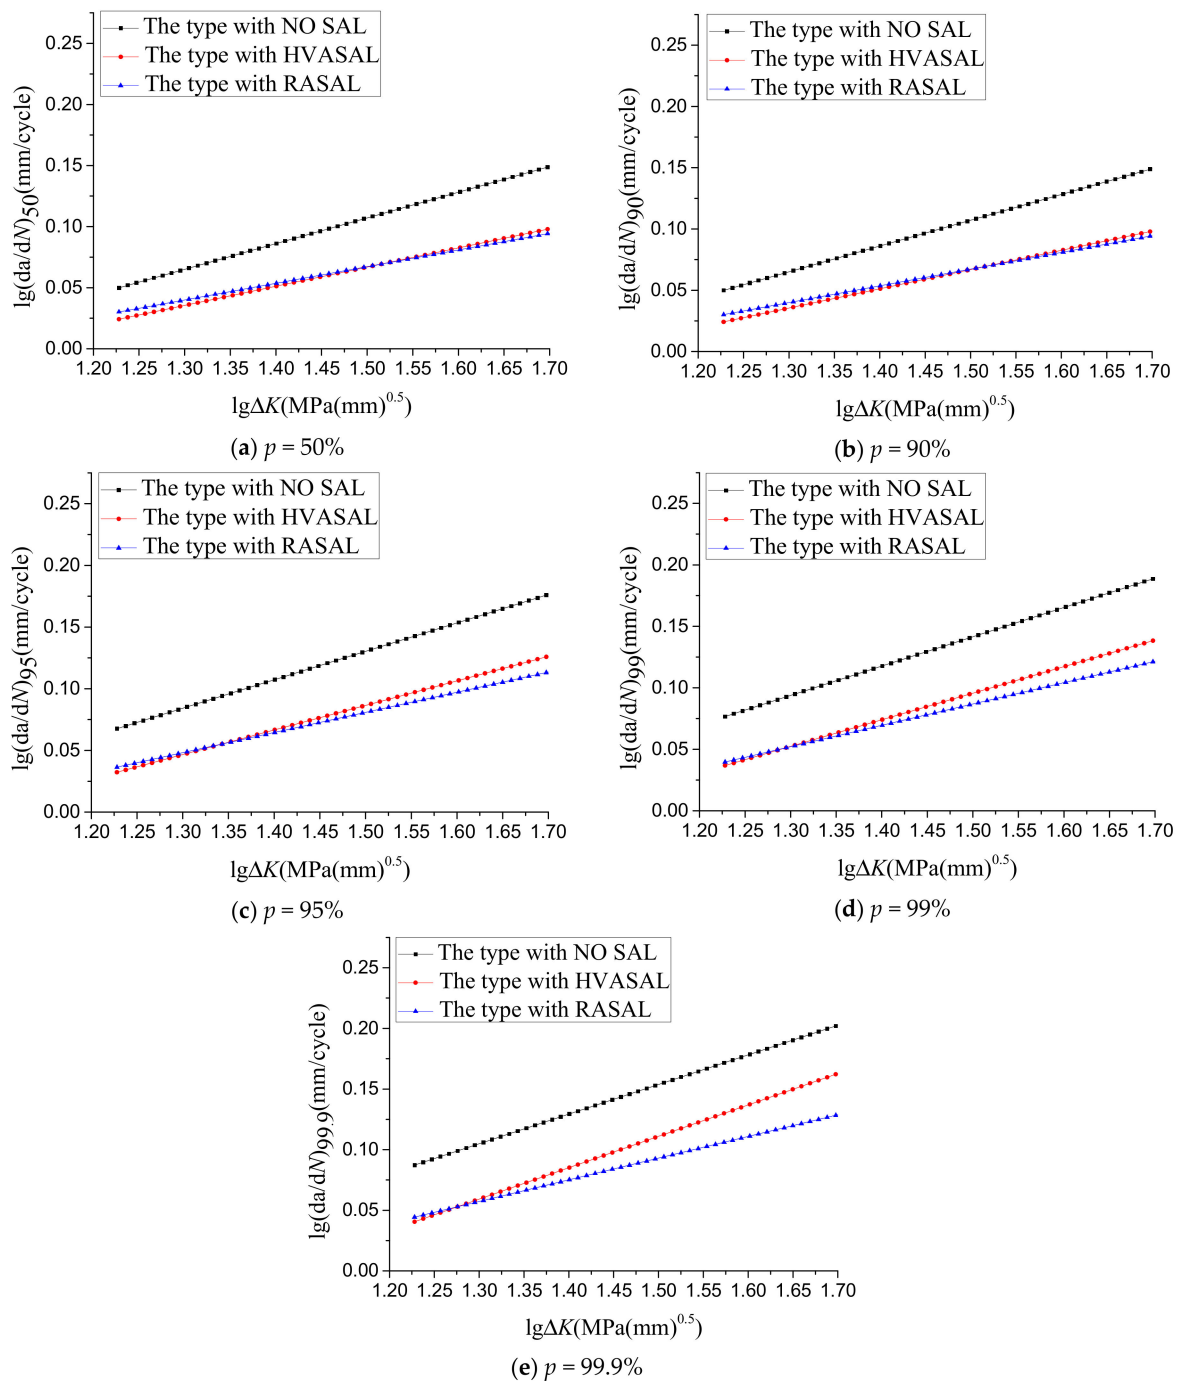 The type with NO SAL
The type with HVASAL
The type with RASAL
0.25
0.20
0.15
0.10
0.05
0.00
lg(da/dN)50(mm/cycle)
1.20 1.25 1.30 1.35 1.40 1.45 1.50 1.55 1.60 1.65 1.70
lgΔK(MPa(mm)^0.5)
(a) p = 50%
The type with NO SAL
The type with HVASAL
The type with RASAL
0.25
0.20
0.15
0.10
0.05
0.00
lg(da/dN)90(mm/cycle)
1.20 1.25 1.30 1.35 1.40 1.45 1.50 1.55 1.60 1.65 1.70
lgΔK(MPa(mm)^0.5)
(b) p = 90%
The type with NO SAL
The type with HVASAL
The type with RASAL
0.25
0.20
0.15
0.10
0.05
0.00
lg(da/dN)95(mm/cycle)
1.20 1.25 1.30 1.35 1.40 1.45 1.50 1.55 1.60 1.65 1.70
lgΔK(MPa(mm)^0.5)
(c) p = 95%
The type with NO SAL
The type with HVASAL
The type with RASAL
0.25
0.20
0.15
0.10
0.05
0.00
lg(da/dN)99(mm/cycle)
1.20 1.25 1.30 1.35 1.40 1.45 1.50 1.55 1.60 1.65 1.70
lgΔK(MPa(mm)^0.5)
(d) p = 99%
The type with NO SAL
The type with HVASAL
The type with RASAL
0.25
0.20
0.15
0.10
0.05
0.00
lg(da/dN)99.9(mm/cycle)
1.20 1.25 1.30 1.35 1.40 1.45 1.50 1.55 1.60 1.65 1.70
lgΔK(MPa(mm)^0.5)
(e) p = 99.9%